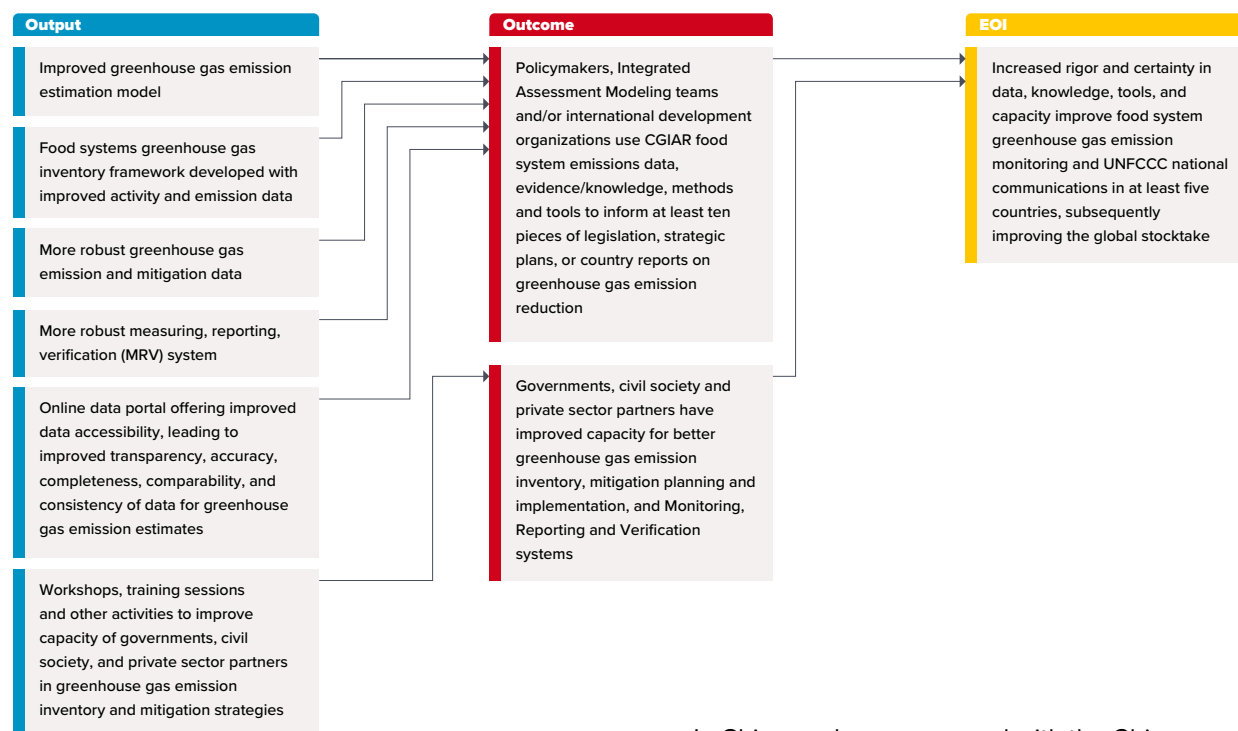 Output
Improved greenhouse gas emission
estimation model
Food systems greenhouse gas
inventory framework developed with
improved activity and emission data
More robust greenhouse gas
emission and mitigation data
More robust measuring, reporting,
verification (MRV) system
Online data portal offering improved
data accessibility, leading to
improved transparency, accuracy,
completeness, comparability, and
consistency of data for greenhouse
gas emission estimates
Workshops, training sessions
and other activities to improve
capacity of governments, civil
society, and private sector partners
in greenhouse gas emission
inventory and mitigation strategies
Outcome
Policymakers, Integrated
Assessment Modeling teams
and/or international development
organizations use CGIAR food
system emissions data,
evidence/knowledge, methods
and tools to inform at least ten
pieces of legislation, strategic
plans, or country reports on
greenhouse gas emission
reduction
Governments, civil society and
private sector partners have
improved capacity for better
greenhouse gas emission
inventory, mitigation planning and
implementation, and Monitoring,
Reporting and Verification
systems
EOI
Increased rigor and certainty in
data, knowledge, tools, and
capacity improve food system
greenhouse gas emission
monitoring and UNFCCC national
communications in at least five
countries, subsequently
improving the global stocktake